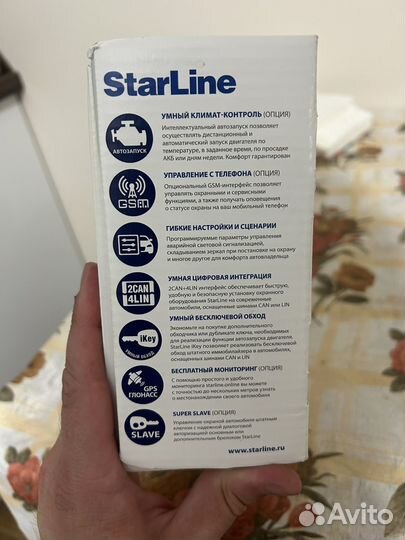 StarLine
АВТОЗАПУСК
УМНЫЙ КЛИМАТ-КОНТРОЛЬ (ОПЦИЯ)
Интеллектуальный автозапуск позволяет
осуществлять дистанционный и
автоматический запуск двигателя по
температуре, в заданное время, по просадке
АКБ или дням недели. Комфорт гарантирован
GSM
УПРАВЛЕНИЕ С ТЕЛЕФОНА (ОПЦИЯ)
Опциональный GSM-интерфейс позволяет
управлять охранными и сервисными
функциями, а также получать оповещения
о статусе охраны на ваш мобильный телефон
ГИБКИЕ НАСТРОЙКИ И СЦЕНАРИИ
Программируемые параметры управления
аварийной световой сигнализацией,
складыванием зеркал при постановке на охрану
и многое другое для комфорта автовладельца
2CAN
4LIN
УМНАЯ ЦИФРОВАЯ ИНТЕГРАЦИЯ
2CAN+4LIN интерфейс обеспечивает быструю,
удобную и безопасную установку охранного
оборудования StarLine на современные
автомобили, оснащенные шинами CAN или LIN
iKey
УМНЫЙ ОБХОД
УМНЫЙ БЕСКЛЮЧЕВОЙ ОБХОД
Экономьте на покупке дополнительного
обходчика или дубликате ключа, необходимых
для реализации функции автозапуска двигателя.
StarLine iKey позволяет реализовать бесключевой
обход штатного иммобилайзера в автомобилях,
оснащенных шинами CAN и LIN
GPS
ГЛОНАСС
БЕСПЛАТНЫЙ МОНИТОРИНГ (ОПЦИЯ)
С помощью простого и удобного
мониторинга starline.online вы можете
с точностью до нескольких метров узнать
о местонахождении своего автомобиля
SLAVE
SUPER SLAVE (ОПЦИЯ)
Управление охраной автомобиля штатным
ключом с надежной диалоговой
авторизацией основным или
дополнительным брелоком StarLine
www.starline.ru
Avito